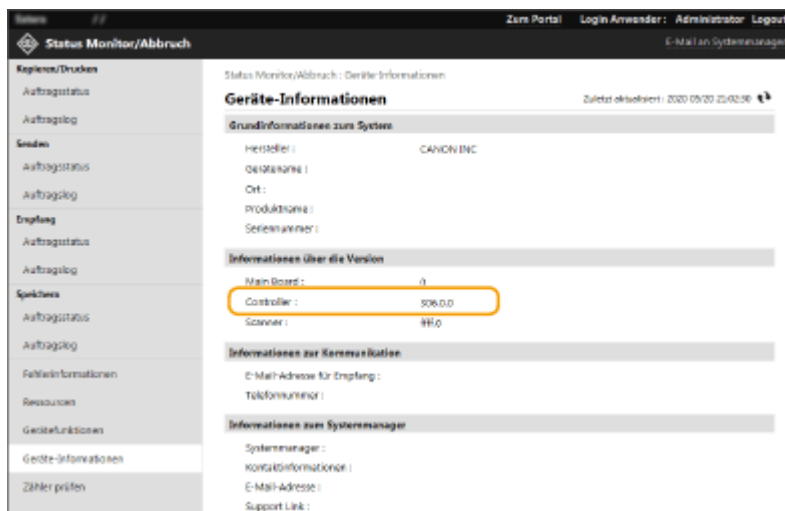 Zum Portal Login Anwender: Administrator Logout
Status Monitor/Abbruch
E-Mail an Systemmanager
Kopieren/Drucken
Auftragsstatus
Auftragslog
Senden
Auftragsstatus
Auftragslog
Empfang
Auftragsstatus
Auftragslog
Speichern
Auftragsstatus
Auftragslog
Fehlerinformationen
Ressourcen
Gerätefunktionen
Geräte-Informationen
Zähler prüfen
Status Monitor/Abbruch : Geräte-Informationen
Geräte-Informationen
Zuletzt aktualisiert : 2020 05/20 21:02:30
Grundinformationen zum System
Hersteller : CANON INC
Gerätename :
Ort :
Produktname :
Seriennummer :
Informationen über die Version
Main Board :
Controller : 306.0.0
Scanner :
Informationen zur Kommunikation
E-Mail-Adresse für Empfang :
Telefonnummer :
Informationen zum Systemmanager
Systemmanager :
Kontaktinformationen :
E-Mail-Adresse :
Support Link :